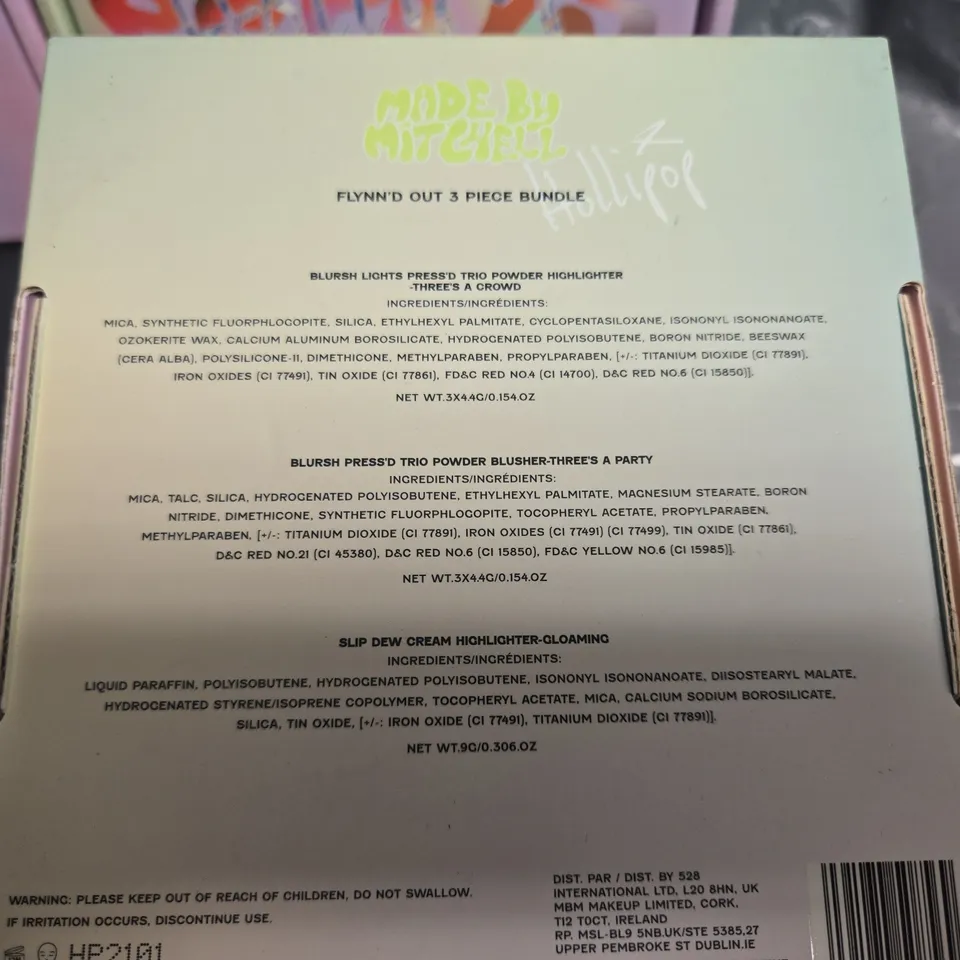 MADE BY
MITCHELL
Hollipop
FLYNN'D OUT 3 PIECE BUNDLE
BLURSH LIGHTS PRESS'D TRIO POWDER HIGHLIGHTER
-THREE'S A CROWD
INGREDIENTS/INGRÉDIENTS:
MICA, SYNTHETIC FLUORPHLOCOPITE, SILICA, ETHYLHEXYL PALMITATE, CYCLOPENTASILOXANE, ISONONYL ISONONANOATE,
OZOKERITE WAX, CALCIUM ALUMINUM BOROSILICATE, HYDROGENATED POLYISOBUTENE, BORON NITRIDE, BEESWAX
(CERA ALBA), POLYSILICONE-11, DIMETHICONE, METHYLPARABEN, PROPYLPARABEN, [+/-: TITANIUM DIOXIDE (CI 77891),
IRON OXIDES (CI 77491), TIN OXIDE (CI 77861), FD&C RED NO.4 (CI 14700), D&C RED NO.6 (CI 15850)].
NET WT.3X4.4G/0.154.OZ
BLURSH PRESS'D TRIO POWDER BLUSHER-THREE'S A PARTY
INGREDIENTS/INGRÉDIENTS:
MICA, TALC, SILICA, HYDROGENATED POLYISOBUTENE, ETHYLHEXYL PALMITATE, MAGNESIUM STEARATE, BORON
NITRIDE, DIMETHICONE, SYNTHETIC FLUORPHLOGOPITE, TOCOPHERYL ACETATE, PROPYLPARABEN,
METHYLPARABEN, [+/-: TITANIUM DIOXIDE (CI 77891), IRON OXIDES (CI 77491) (CI 77499), TIN OXIDE (CI 77861),
D&C RED NO.21 (CI 45380), D&C RED NO.6 (CI 15850), FD&C YELLOW NO.6 (CI 15985)].
NET WT.3X4.4G/0.154.OZ
SLIP DEW CREAM HIGHLIGHTER-GLOAMING
INGREDIENTS/INGRÉDIENTS:
LIQUID PARAFFIN, POLYISOBUTENE, HYDROGENATED POLYISOBUTENE, ISONONYL ISONONANOATE, DIISOSTEARYL MALATE,
HYDROGENATED STYRENE/ISOPRENE COPOLYMER, TOCOPHERYL ACETATE, MICA, CALCIUM SODIUM BOROSILICATE,
SILICA, TIN OXIDE, [+/-: IRON OXIDE (CI 77491), TITANIUM DIOXIDE (CI 77891)].
NET WT.9G/0.306.OZ
WARNING: PLEASE KEEP OUT OF REACH OF CHILDREN, DO NOT SWALLOW.
IF IRRITATION OCCURS, DISCONTINUE USE.
HP2101
DIST. PAR / DIST. BY 528
INTERNATIONAL LTD, L20 8HN, UK
MBM MAKEUP LIMITED, CORK,
T12 T0CT, IRELAND
RP. MSL-BL9 5NB.UK/STE 5385,27
UPPER PEMBROKE ST DUBLIN.IE